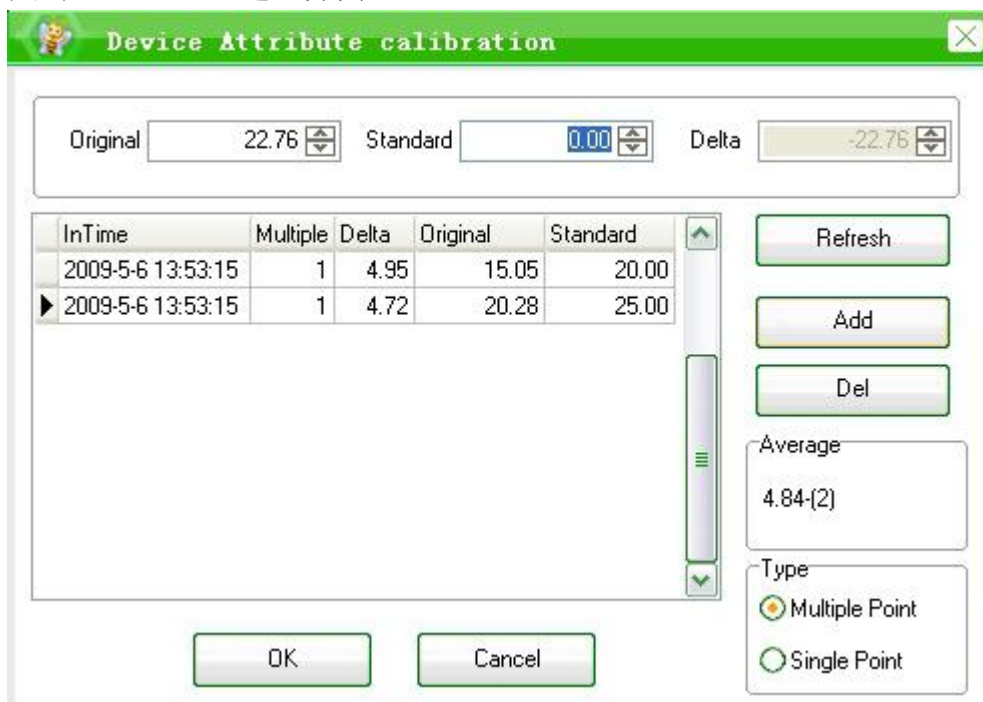 Device Attribute calibration
Original 22.76 Standard 0.00 Delta -22.76
InTime Multiple Delta Original Standard
2009-5-6 13:53:15 1 4.95 15.05 20.00
2009-5-6 13:53:15 1 4.72 20.28 25.00
Refresh
Add
Del
Average
4.84-(2)
Type
Multiple Point
Single Point
OK Cancel